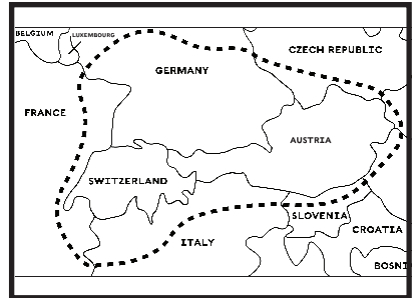 BELGIUM
LUXEMBOURG
CZECH REPUBLIC
GERMANY
FRANCE
AUSTRIA
SWITZERLAND
SLOVENIA
CROATIA
ITALY
BOSNI